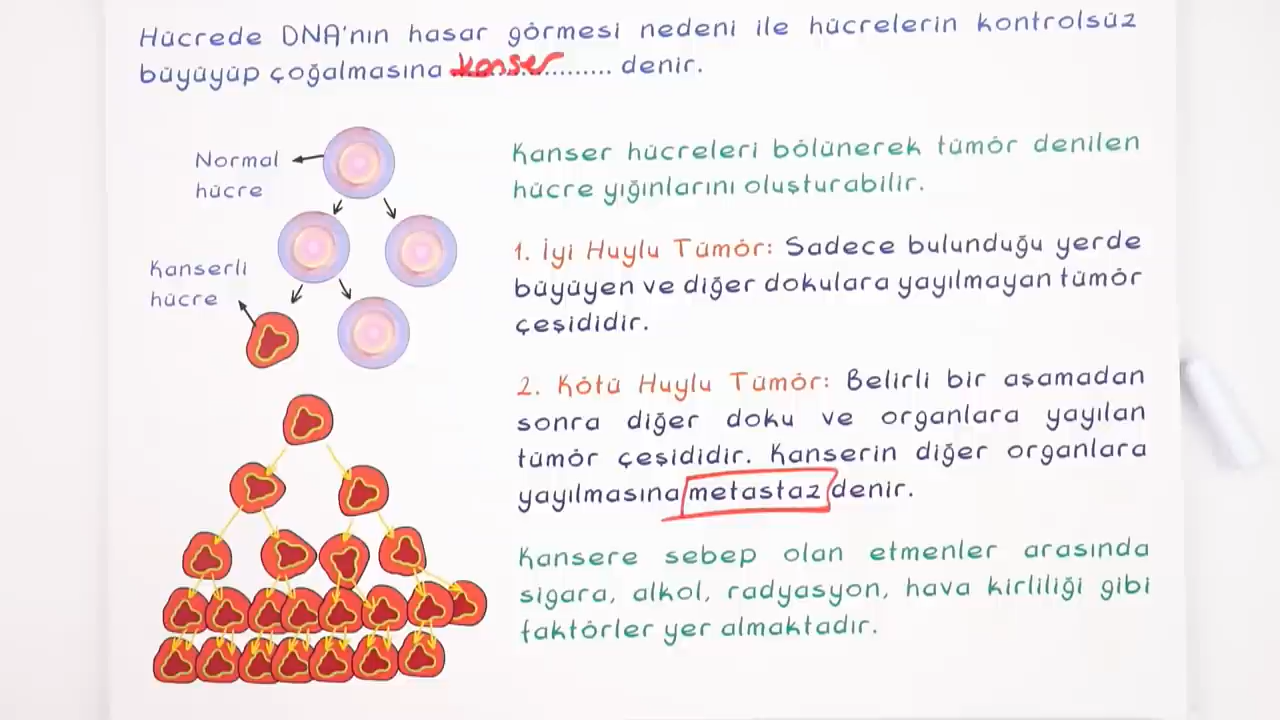 Hücrede DNA'nın hasar görmesi nedeni ile hücrelerin kontrolsüz
büyüyüp çoğalmasına kanser ............... denir.
Normal
hücre
Kanserli
hücre
Kanser hücreleri bölünerek tümör denilen
hücre yığınlarını oluşturabilir.
1. İyi Huylu Tümör: Sadece bulunduğu yerde
büyüyen ve diğer dokulara yayılmayan tümör
çeşididir.
2. Kötü Huylu Tümör: Belirli bir aşamadan
sonra diğer doku ve organlara yayılan
tümör çeşididir. Kanserin diğer organlara
yayılmasına metastaz denir.
Kansere sebep olan etmenler arasında
sigara, alkol, radyasyon, hava kirliliği gibi
faktörler yer almaktadır.